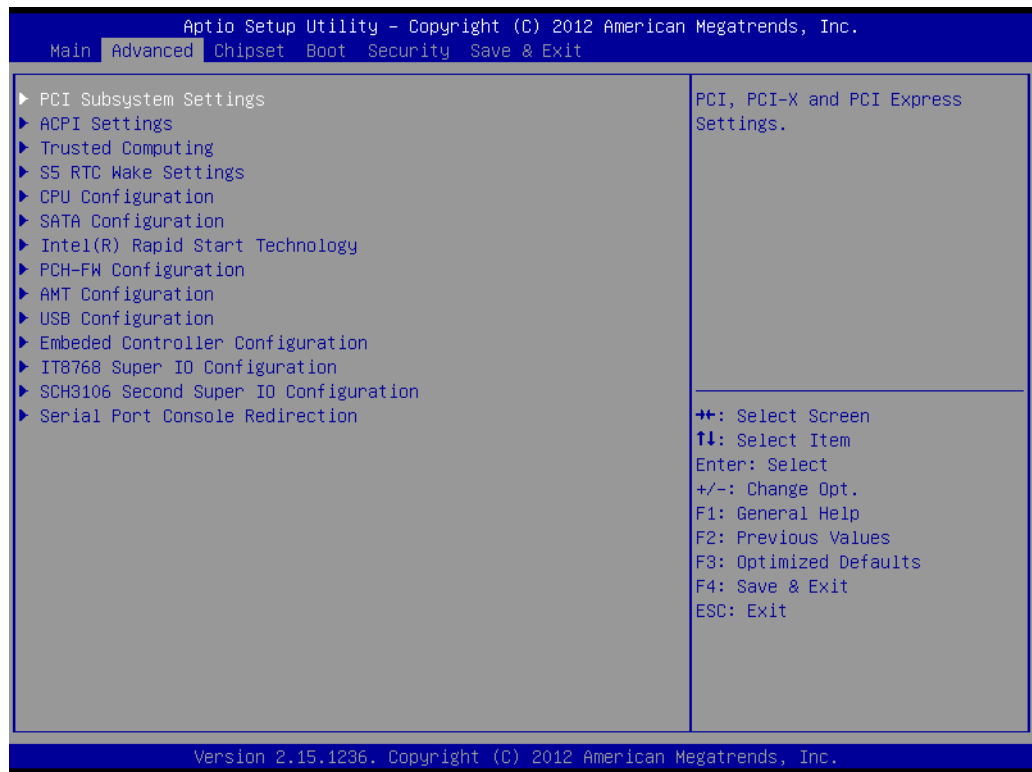 Aptio Setup Utility – Copyright (C) 2012 American Megatrends, Inc.
Main Advanced Chipset Boot Security Save & Exit
▶ PCI Subsystem Settings
▶ ACPI Settings
▶ Trusted Computing
▶ S5 RTC Wake Settings
▶ CPU Configuration
▶ SATA Configuration
▶ Intel(R) Rapid Start Technology
▶ PCH-FW Configuration
▶ AMT Configuration
▶ USB Configuration
▶ Embeded Controller Configuration
▶ IT8768 Super IO Configuration
▶ SCH3106 Second Super IO Configuration
▶ Serial Port Console Redirection
PCI, PCI-X and PCI Express
Settings.
→←: Select Screen
↑↓: Select Item
Enter: Select
+/-: Change Opt.
F1: General Help
F2: Previous Values
F3: Optimized Defaults
F4: Save & Exit
ESC: Exit
Version 2.15.1236. Copyright (C) 2012 American Megatrends, Inc.